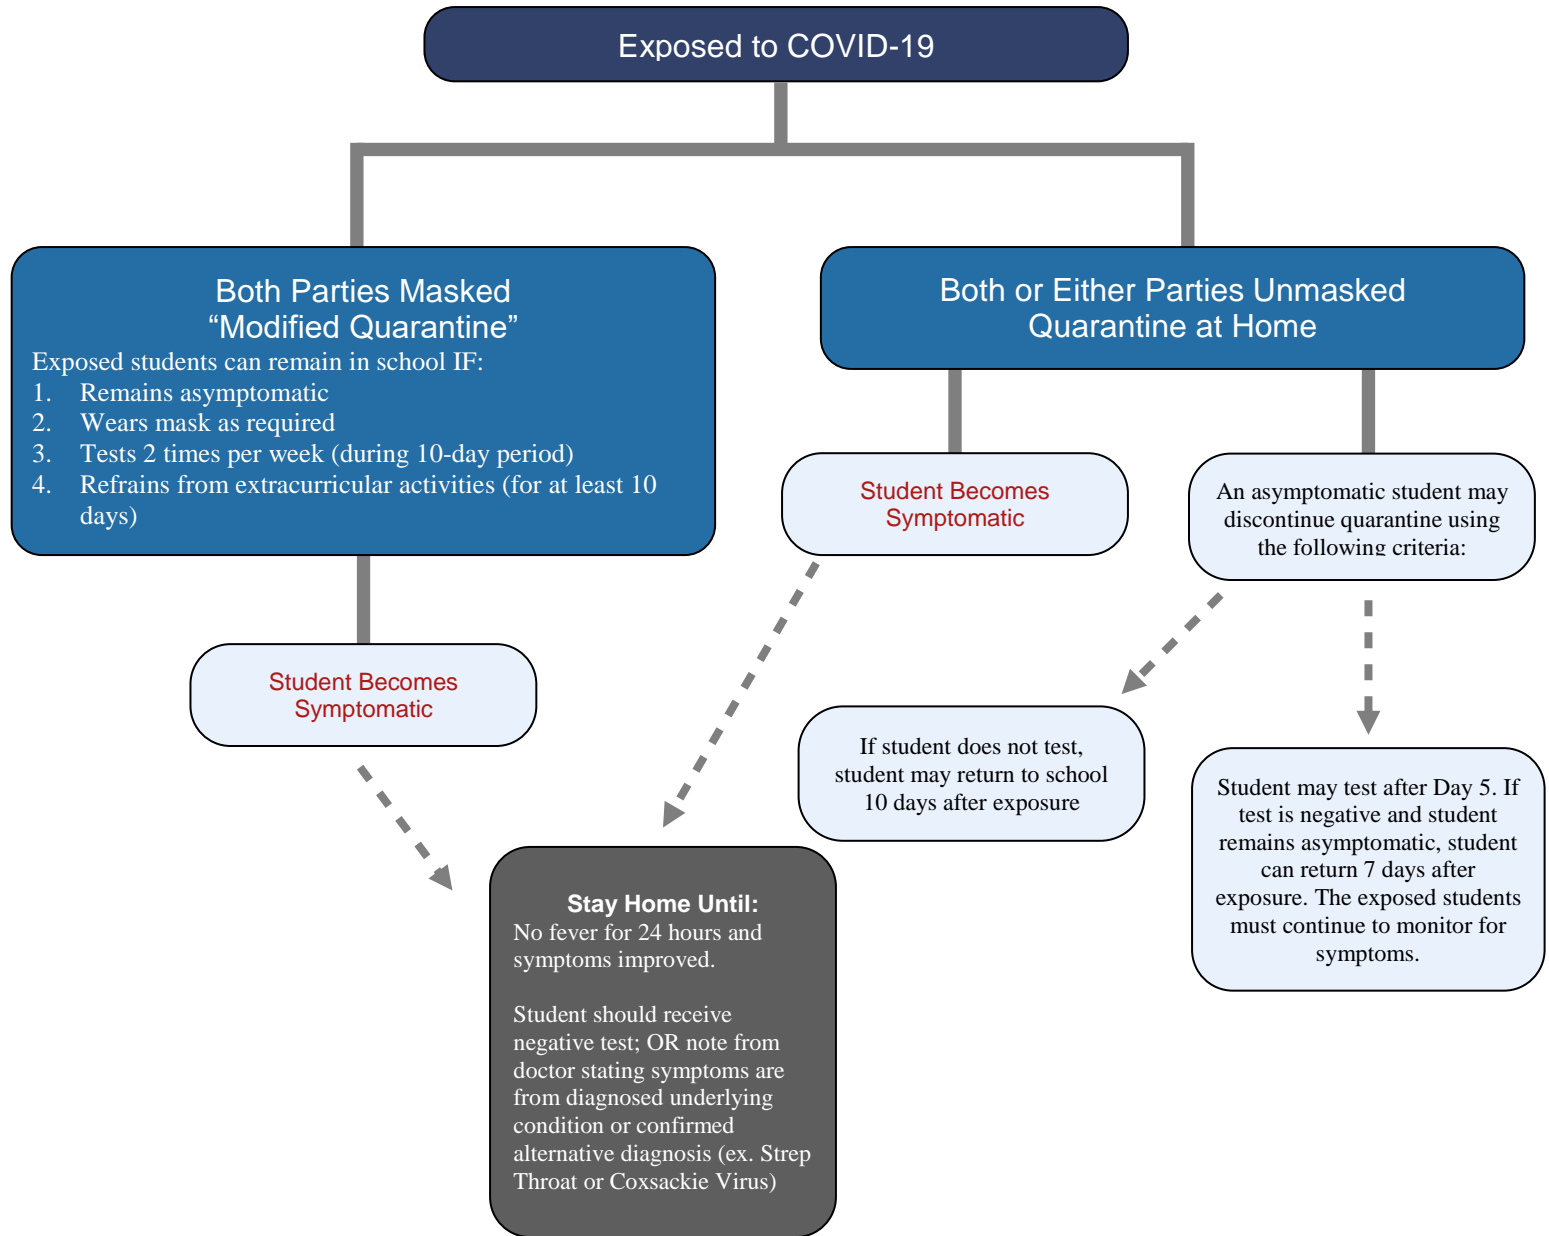 Exposed to COVID-19
Both Parties Masked
“Modified Quarantine”
Exposed students can remain in school IF:
1. Remains asymptomatic
2. Wears mask as required
3. Tests 2 times per week (during 10-day period)
4. Refrains from extracurricular activities (for at least 10
days)
Both or Either Parties Unmasked
Quarantine at Home
Student Becomes
Symptomatic
An asymptomatic student may
discontinue quarantine using
the following criteria:
Student Becomes
Symptomatic
If student does not test,
student may return to school
10 days after exposure
Student may test after Day 5. If
test is negative and student
remains asymptomatic, student
can return 7 days after
exposure. The exposed students
must continue to monitor for
symptoms.
Stay Home Until:
No fever for 24 hours and
symptoms improved.
Student should receive
negative test; OR note from
doctor stating symptoms are
from diagnosed underlying
condition or confirmed
alternative diagnosis (ex. Strep
Throat or Coxsackie Virus)